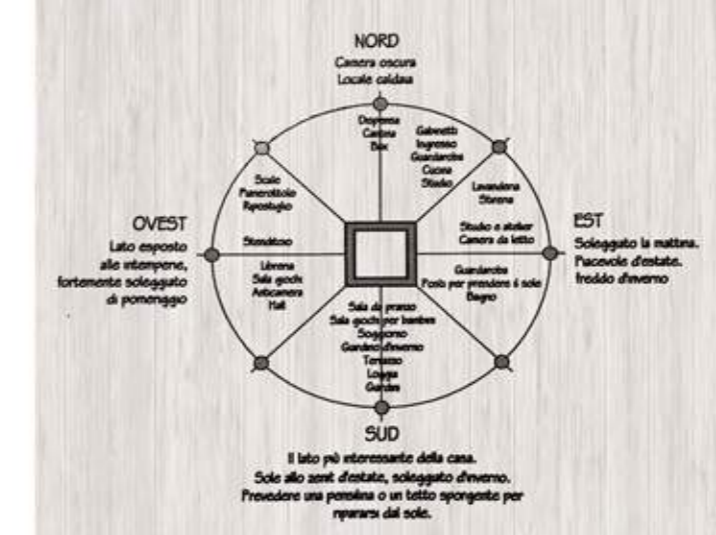 NORD
Camera oscura
Locale caldaia
Dispensa
Cantina
Box
Gabinetti
Ingresso
Guardaroba
Cucina
Studio
Lavanderia
Stireria
Studio e atelier
Camera da letto
EST
Soleggiato la mattina.
Piacevole d'estate.
freddo d'inverno
Guardaroba
Posto per prendere il sole
Bagno
Sala da pranzo
Sala giochi per bambini
Soggiorno
Giardino d'inverno
Terrazzo
Loggia
Giardini
SUD
Il lato più interessante della casa.
Sole allo zenit d'estate, soleggiato d'inverno.
Prevedere una pensilina o un tetto sporgente per
ripararsi dal sole.
Libreria
Sala giochi
Anticamera
Hall
OVEST
Lato esposto
alle intemperie,
fortemente soleggiato
di pomeriggio
Stenditoio
Scale
Pianerottolo
Ripostiglio